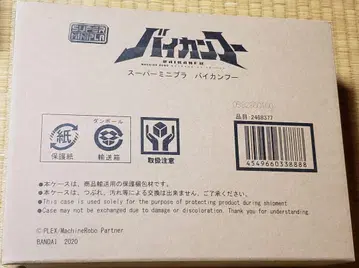 SUPER
MINIPLA
バイカンフー
BAIKANFU
スーパーミニプラ バイカンフー
紙
保護紙
ダンボール
輸送箱
取扱注意
品番:2488377
4549660338888
●本ケースは、商品輸送用の保護梱包材です。
●本ケースは、つぶれ、汚れ等による交換は出来ません。ご了承ください。
●This case is used solely for the purpose of protecting product during shipment
●Case may not be exchanged due to damage or discoloration. Thank you for understanding.
©PLEX/MachineRobo Partner
BANDAI 2020